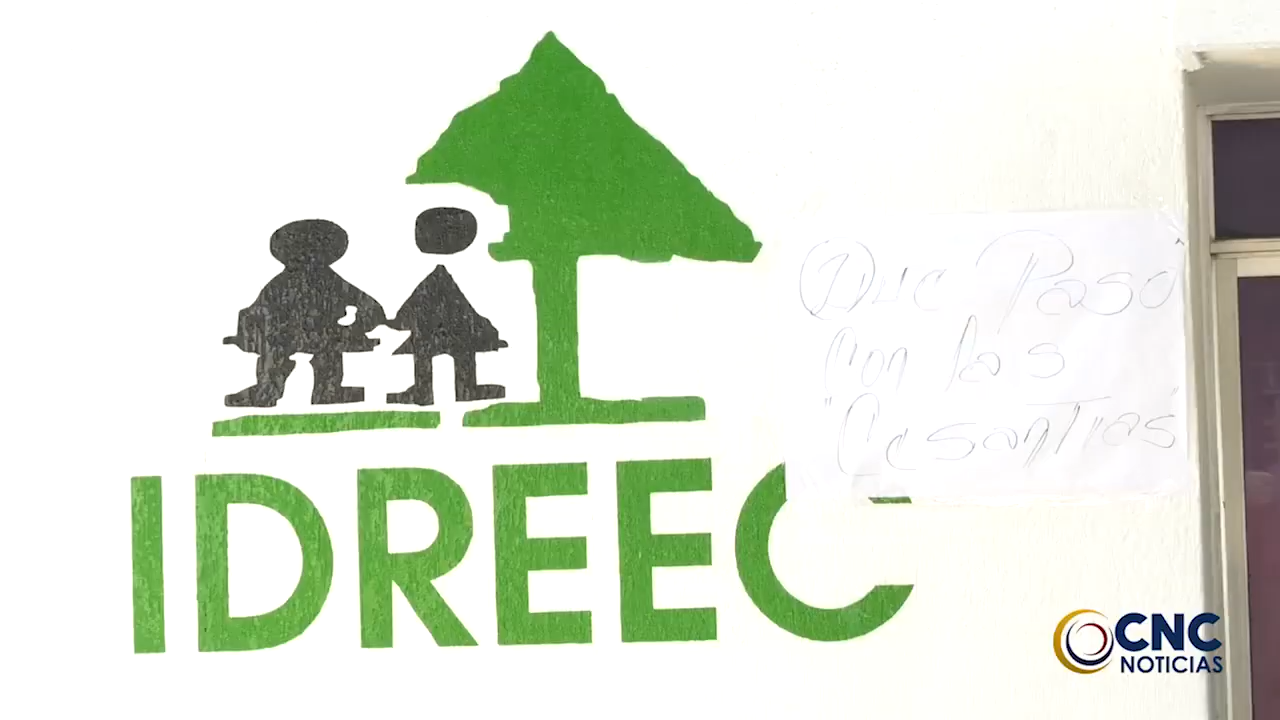 Que Paso
Con las
"Cesantias"
IDREEC
CNC
NOTICIAS